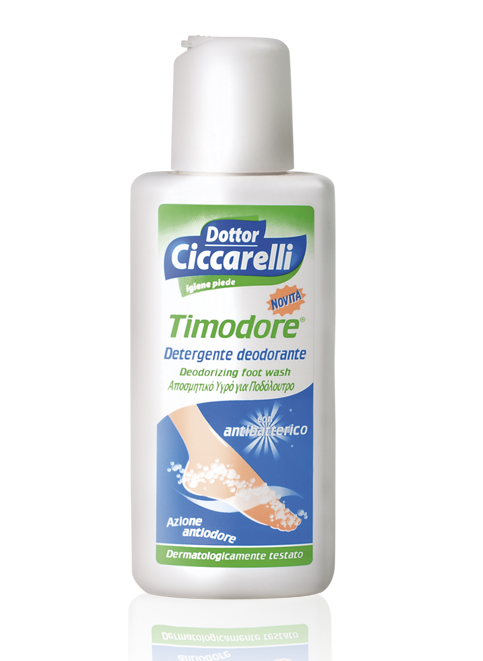 Dottor
Ciccarelli
igiene piede
NOVITÀ
Timodore®
Detergente deodorante
Deodorizing foot wash
Αποσμητικό Υγρό για Ποδόλουτρο
con
antibatterico
Azione
antiodore
Dermatologicamente testato